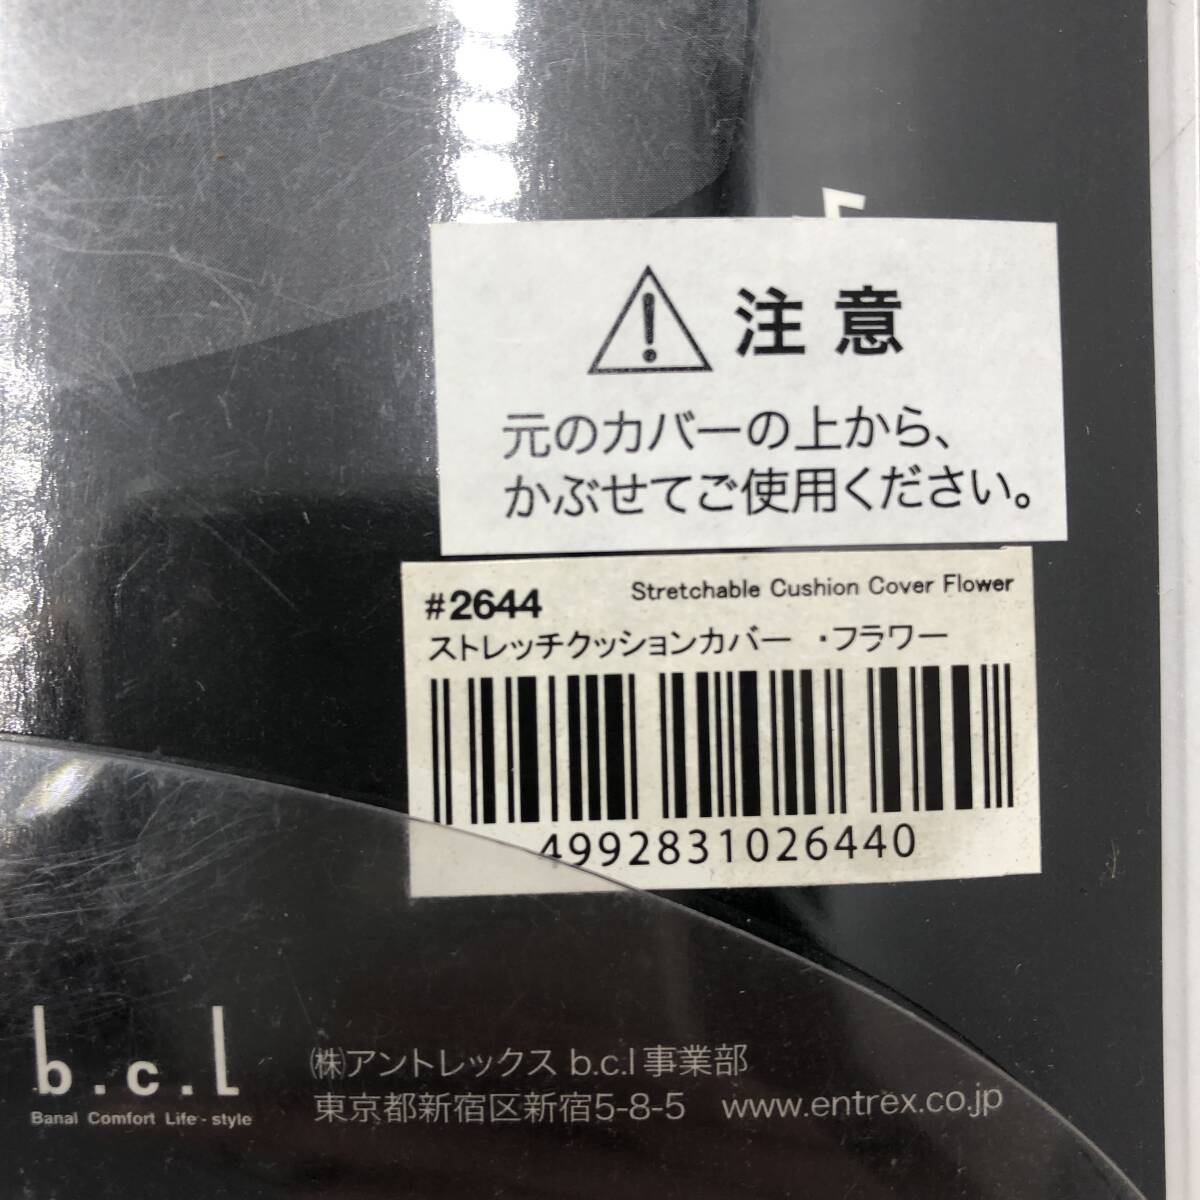 注意
元のカバーの上から、
かぶせてご使用ください。
#2644 Stretchable Cushion Cover Flower
ストレッチクッションカバー ・フラワー
4992831026440
b.c.l
Banal Comfort Life-style
㈱アントレックス b.c.l事業部
東京都新宿区新宿5-8-5 www.entrex.co.jp